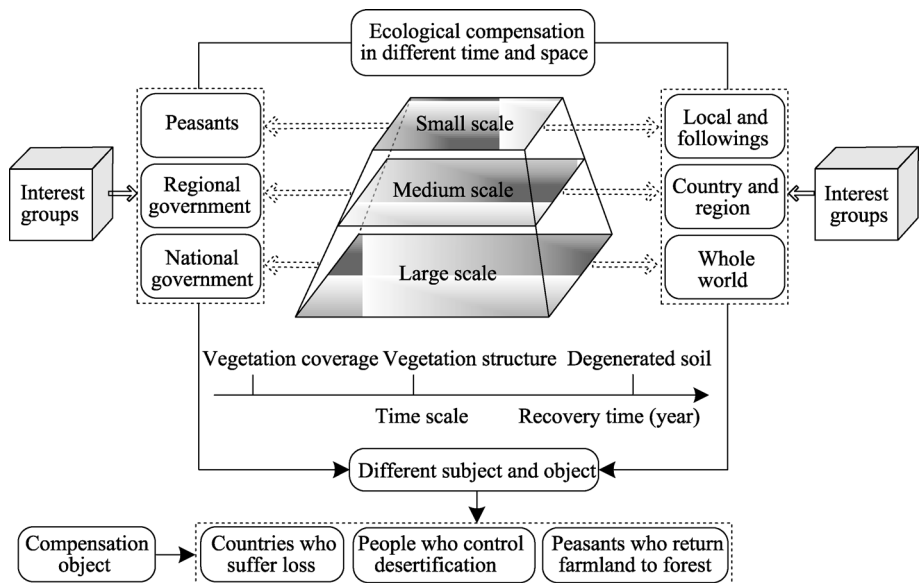 Ecological compensation
in different time and space
Peasants
Small scale
Local and
followings
Interest
groups
Regional
government
Medium scale
Country and
region
Interest
groups
National
government
Large scale
Whole
world
Vegetation coverage
Vegetation structure
Degenerated soil
Time scale
Recovery time (year)
Different subject and object
Compensation
object
Countries who
suffer loss
People who control
desertification
Peasants who return
farmland to forest